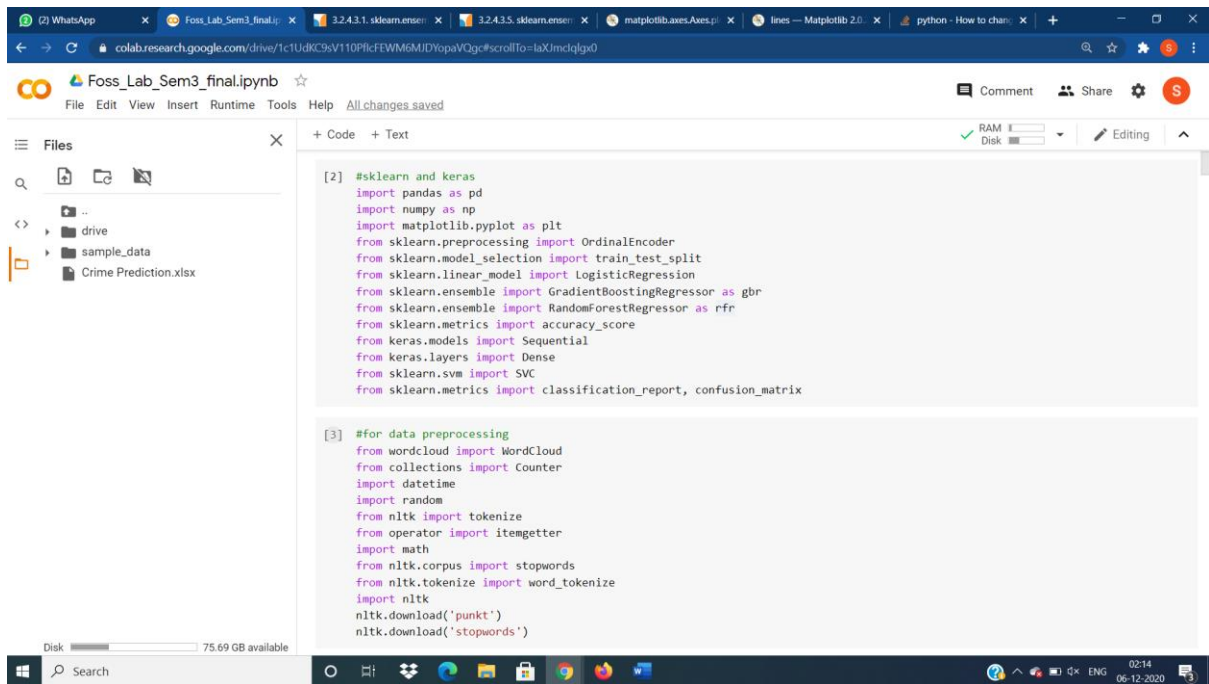 (2) WhatsApp
Foss_Lab_Sem3_final.ip
3.2.4.3.1. sklearn.ensem
3.2.4.3.5. sklearn.ensem
matplotlib.axes.Axes.pl
lines — Matplotlib 2.0.
python - How to chang
colab.research.google.com/drive/1c1UdKC9sV110PflcFEWM6MJDYopaVQgc#scrollTo=IaXJmclqlgx0
Foss_Lab_Sem3_final.ipynb
Comment Share S
File Edit View Insert Runtime Tools Help All changes saved
Files
+ Code + Text
RAM
Disk
Editing
..
drive
sample_data
Crime Prediction.xlsx
[2] #sklearn and keras
import pandas as pd
import numpy as np
import matplotlib.pyplot as plt
from sklearn.preprocessing import OrdinalEncoder
from sklearn.model_selection import train_test_split
from sklearn.linear_model import LogisticRegression
from sklearn.ensemble import GradientBoostingRegressor as gbr
from sklearn.ensemble import RandomForestRegressor as rfr
from sklearn.metrics import accuracy_score
from keras.models import Sequential
from keras.layers import Dense
from sklearn.svm import SVC
from sklearn.metrics import classification_report, confusion_matrix
[3] #for data preprocessing
from wordcloud import WordCloud
from collections import Counter
import datetime
import random
from nltk import tokenize
from operator import itemgetter
import math
from nltk.corpus import stopwords
from nltk.tokenize import word_tokenize
import nltk
nltk.download('punkt')
nltk.download('stopwords')
Disk 75.69 GB available
Search
ENG
02:14
06-12-2020